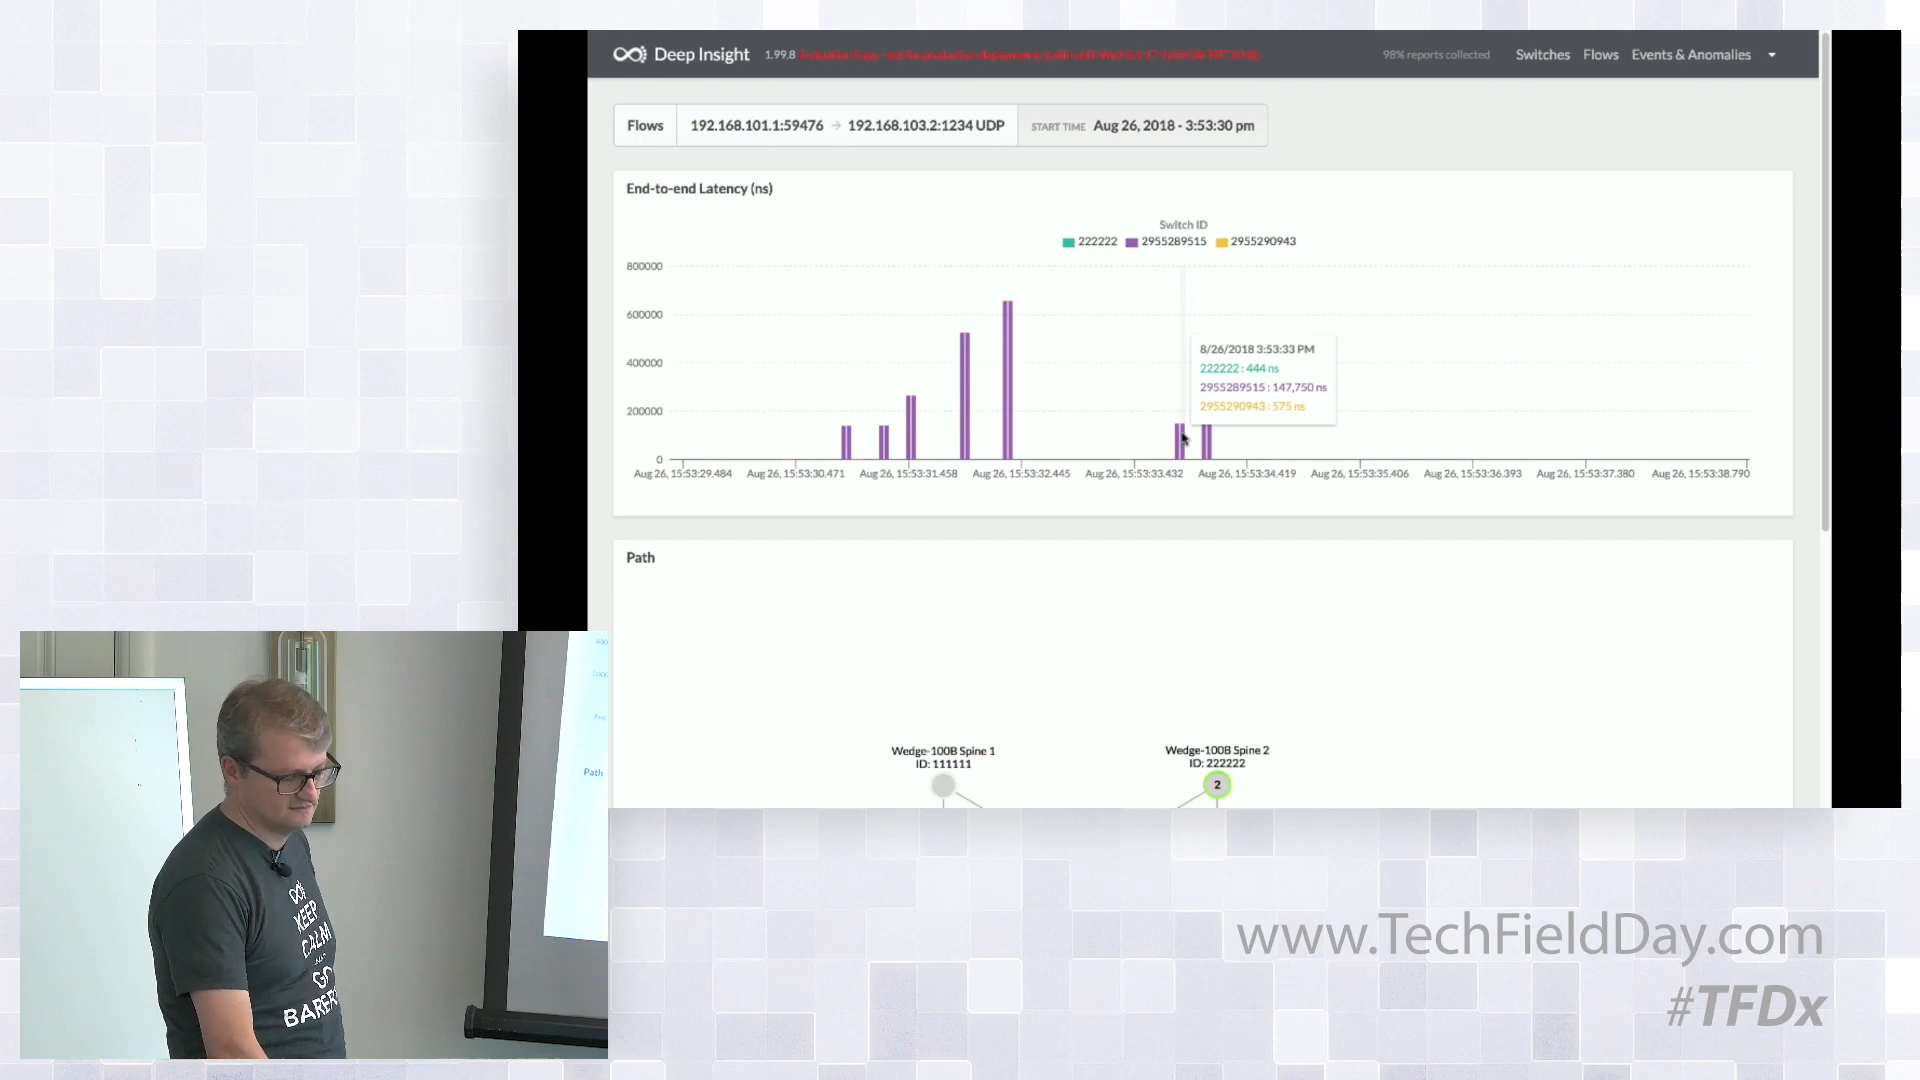 Deep Insight 1.99.8 98% reports collected Switches Flows Events & Anomalies
Flows 192.168.101.1:59476 → 192.168.103.2:1234 UDP START TIME Aug 26, 2018 - 3:53:30 pm
End-to-end Latency (ns)
Switch ID
222222 2955289515 2955290943
800000
600000
400000
200000
0
8/26/2018 3:53:33 PM
222222 : 444 ns
2955289515 : 147,750 ns
2955290943 : 575 ns
Aug 26, 15:53:29.484 Aug 26, 15:53:30.471 Aug 26, 15:53:31.458 Aug 26, 15:53:32.445 Aug 26, 15:53:33.432 Aug 26, 15:53:34.419 Aug 26, 15:53:35.406 Aug 26, 15:53:36.393 Aug 26, 15:53:37.380 Aug 26, 15:53:38.790
Path
Wedge-100B Spine 1
ID: 111111
Wedge-100B Spine 2
ID: 222222
2
Path
KEEP
CALM
GO
www.TechFieldDay.com
#TFDx